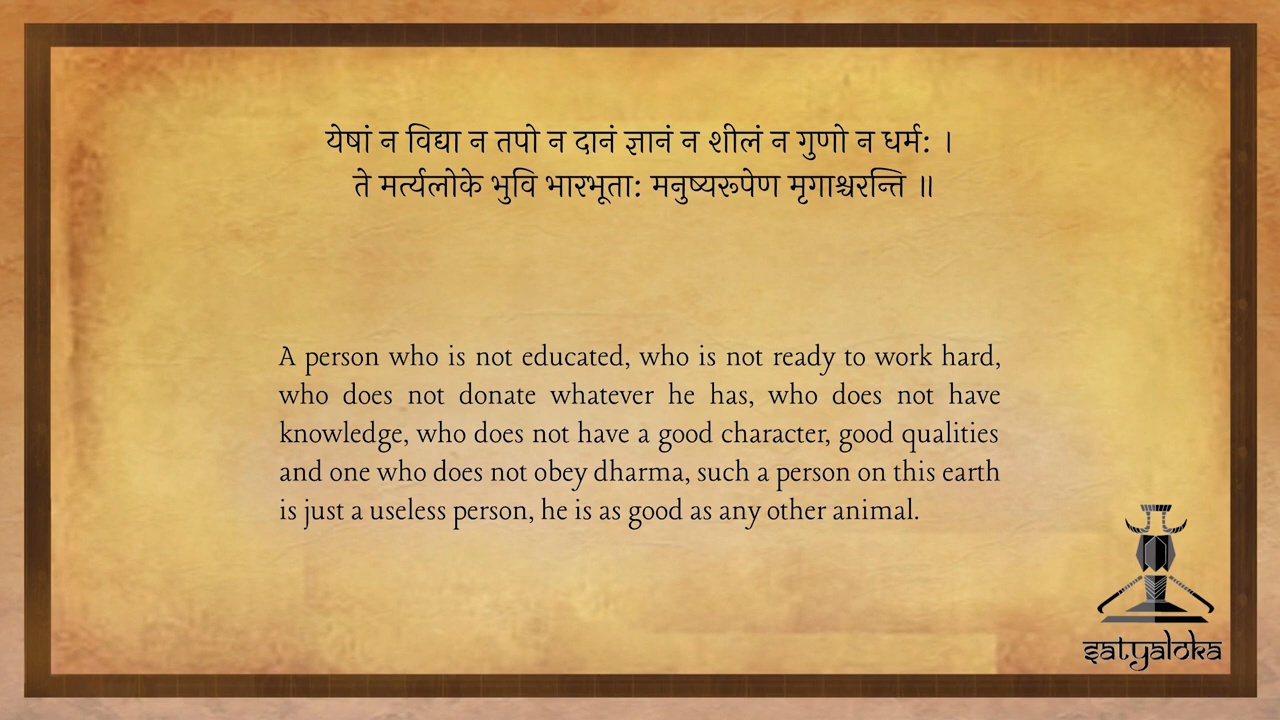 येषां न विद्या न तपो न दानं ज्ञानं न शीलं न गुणो न धर्म: ।
ते मर्त्यलोके भुवि भारभूता: मनुष्यरूपेण मृगाश्चरन्ति ॥
A person who is not educated, who is not ready to work hard,
who does not donate whatever he has, who does not have
knowledge, who does not have a good character, good qualities
and one who does not obey dharma, such a person on this earth
is just a useless person, he is as good as any other animal.
satyaloka